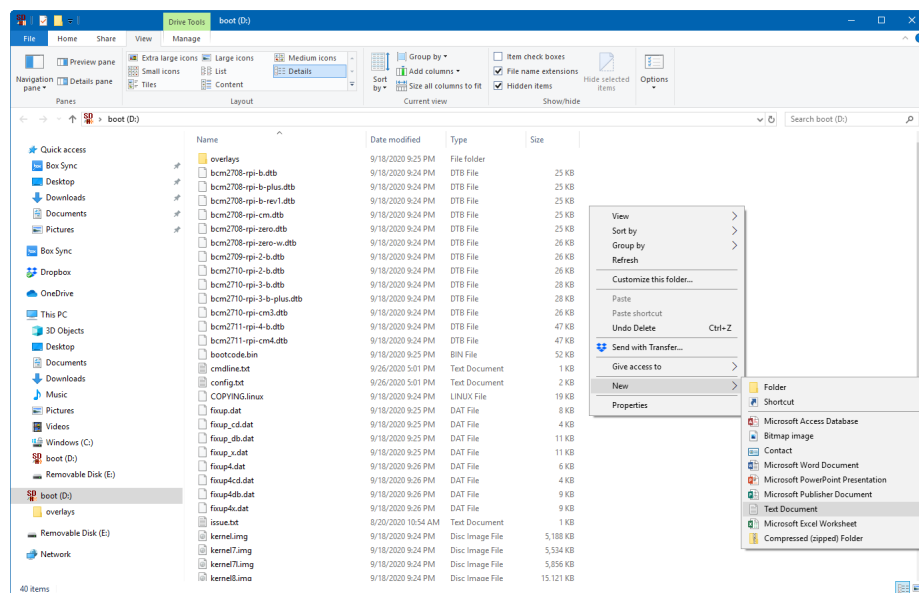 Drive Tools boot (D:)
File Home Share View Manage
Navigation pane Preview pane Details pane
Panes
Extra large icons Large icons Medium icons
Small icons List Details
Tiles Content
Layout
Sort by Group by
Add columns
Size all columns to fit
Current view
Item check boxes
File name extensions
Hidden items
Hide selected items
Show/hide
Options
boot (D:) Search boot (D:)
Quick access
Box Sync
Desktop
Downloads
Documents
Pictures
Box Sync
Dropbox
OneDrive
This PC
3D Objects
Desktop
Documents
Downloads
Music
Pictures
Videos
Windows (C:)
boot (D:)
Removable Disk (E:)
boot (D:)
overlays
Removable Disk (E:)
Network
Name Date modified Type Size
overlays 9/18/2020 9:25 PM File folder
bcm2708-rpi-b.dtb 9/18/2020 9:24 PM DTB File 25 KB
bcm2708-rpi-b-plus.dtb 9/18/2020 9:24 PM DTB File 25 KB
bcm2708-rpi-b-rev1.dtb 9/18/2020 9:24 PM DTB File 25 KB
bcm2708-rpi-cm.dtb 9/18/2020 9:24 PM DTB File 25 KB
bcm2708-rpi-zero.dtb 9/18/2020 9:24 PM DTB File 25 KB
bcm2708-rpi-zero-w.dtb 9/18/2020 9:24 PM DTB File 26 KB
bcm2709-rpi-2-b.dtb 9/18/2020 9:24 PM DTB File 26 KB
bcm2710-rpi-2-b.dtb 9/18/2020 9:24 PM DTB File 26 KB
bcm2710-rpi-3-b.dtb 9/18/2020 9:24 PM DTB File 28 KB
bcm2710-rpi-3-b-plus.dtb 9/18/2020 9:24 PM DTB File 28 KB
bcm2710-rpi-cm3.dtb 9/18/2020 9:24 PM DTB File 26 KB
bcm2711-rpi-4-b.dtb 9/18/2020 9:24 PM DTB File 47 KB
bcm2711-rpi-cm4.dtb 9/18/2020 9:24 PM DTB File 47 KB
bootcode.bin 9/18/2020 9:25 PM BIN File 52 KB
cmdline.txt 9/26/2020 5:01 PM Text Document 1 KB
config.txt 9/26/2020 5:01 PM Text Document 2 KB
COPYING.linux 9/18/2020 9:24 PM LINUX File 19 KB
fixup.dat 9/18/2020 9:25 PM DAT File 8 KB
fixup_cd.dat 9/18/2020 9:25 PM DAT File 4 KB
fixup_db.dat 9/18/2020 9:25 PM DAT File 11 KB
fixup_x.dat 9/18/2020 9:25 PM DAT File 11 KB
fixup4.dat 9/18/2020 9:26 PM DAT File 6 KB
fixup4cd.dat 9/18/2020 9:26 PM DAT File 4 KB
fixup4db.dat 9/18/2020 9:26 PM DAT File 9 KB
fixup4x.dat 9/18/2020 9:26 PM DAT File 9 KB
issue.txt 8/20/2020 10:54 AM Text Document 1 KB
kernel.img 9/18/2020 9:24 PM Disc Image File 5,188 KB
kernel7.img 9/18/2020 9:24 PM Disc Image File 5,534 KB
kernel7l.img 9/18/2020 9:24 PM Disc Image File 5,856 KB
kernel8.img 9/18/2020 9:24 PM Disc Image File 15,121 KB
View
Sort by
Group by
Refresh
Customize this folder...
Paste
Paste shortcut
Undo Delete Ctrl+Z
Send with Transfer...
Give access to
New
Properties
Folder
Shortcut
Microsoft Access Database
Bitmap image
Contact
Microsoft Word Document
Microsoft PowerPoint Presentation
Microsoft Publisher Document
Text Document
Microsoft Excel Worksheet
Compressed (zipped) Folder
40 items